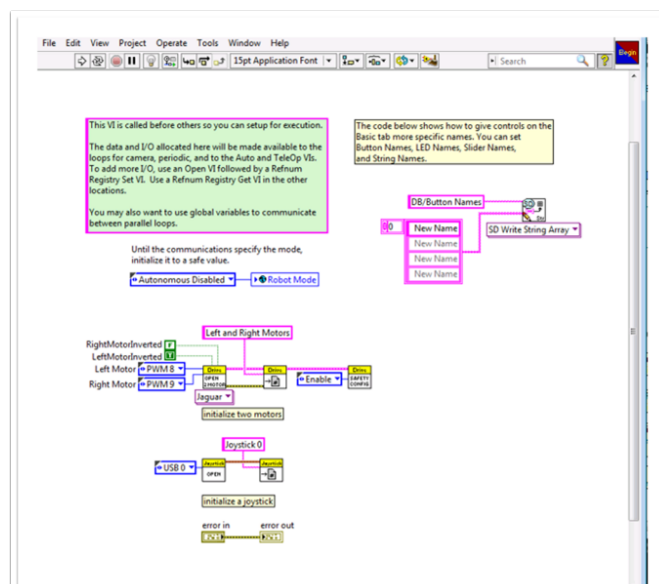 File Edit View Project Operate Tools Window Help
15pt Application Font
Search
Begin
This VI is called before others so you can setup for execution.
The data and I/O allocated here will be made available to the
loops for camera, periodic, and to the Auto and TeleOp VIs.
To add more I/O, use an Open VI followed by a Refnum
Registry Set VI. Use a Refnum Registry Get VI in the other
locations.
You may also want to use global variables to communicate
between parallel loops.
The code below shows how to give controls on the
Basic tab more specific names. You can set
Button Names, LED Names, Slider Names,
and String Names.
DB/Button Names
SD
0
New Name
New Name
New Name
New Name
SD Write String Array
Until the communications specify the mode,
initialize it to a safe value.
Autonomous Disabled
Robot Mode
Left and Right Motors
RightMotorInverted F
LeftMotorInverted T
Left Motor PWM 8
Right Motor PWM 9
OPEN
2 MOTOR
Enable
SAFETY
CONFIG
Jaguar
initialize two motors
Joystick 0
USB 0
Joystick
OPEN
Joystick
initialize a joystick
error in
error out